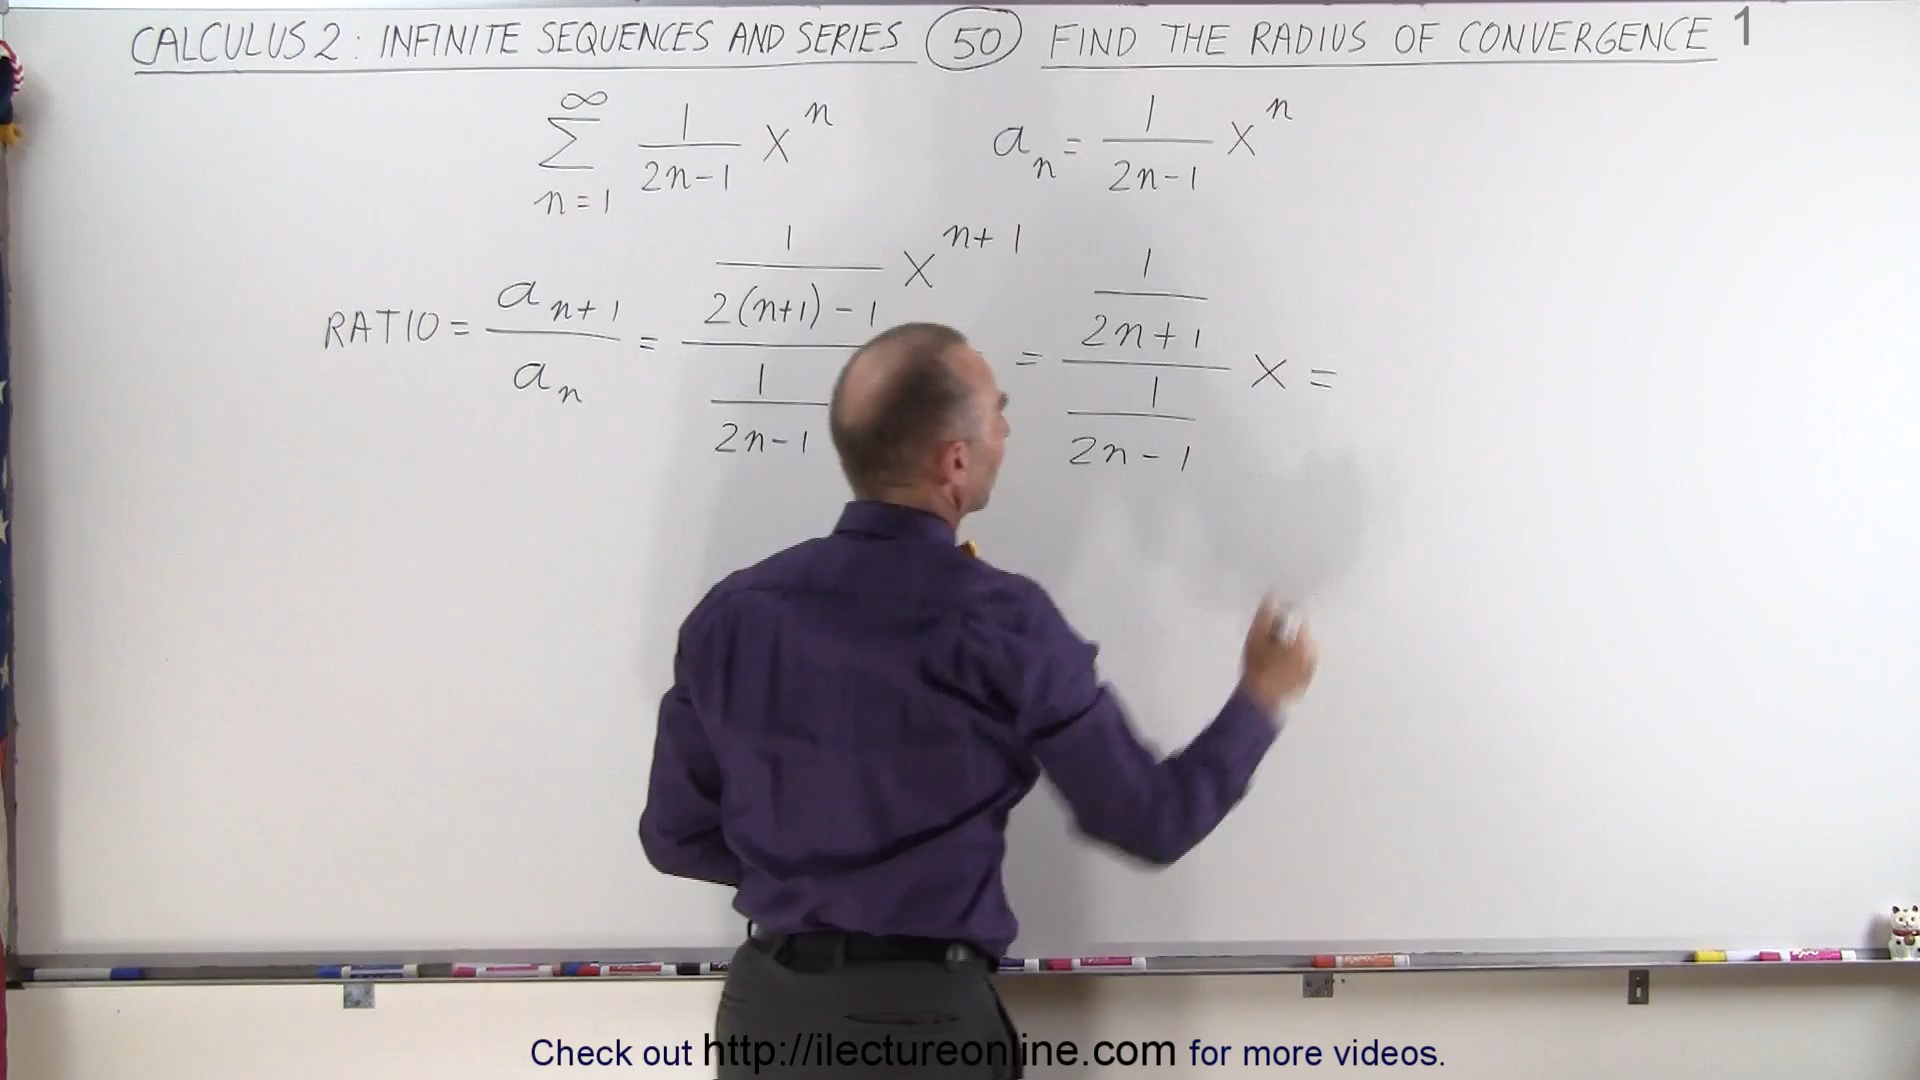 CALCULUS 2: INFINITE SEQUENCES AND SERIES 50 FIND THE RADIUS OF CONVERGENCE 1
∞
∑ 1/(2n-1) x^n
n=1
a_n = 1/(2n-1) x^n
RATIO = a_{n+1}/a_n = (1/(2(n+1)-1) x^{n+1})/(1/(2n-1) = (1/(2n+1))/(1/(2n-1)) x =
Check out http://ilectureonline.com for more videos.